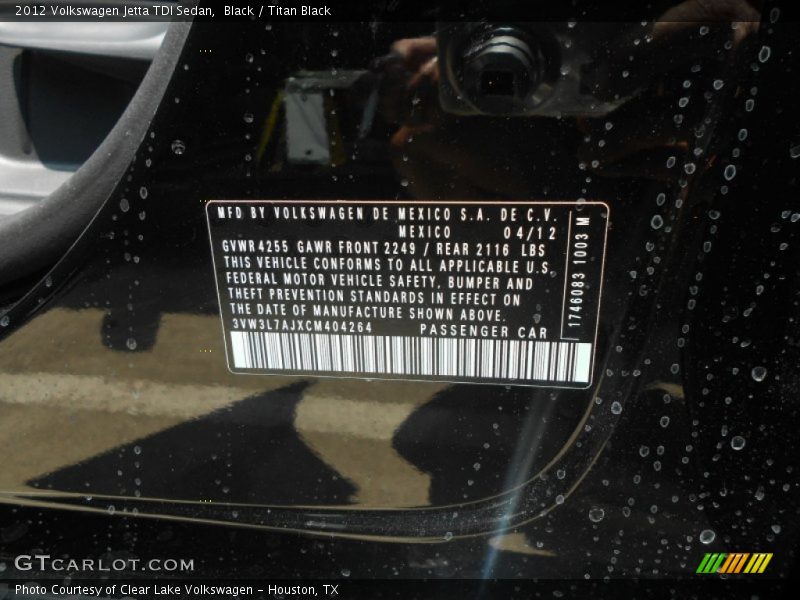 2012 Volkswagen Jetta TDI Sedan,  Black / Titan Black
MFD BY VOLKSWAGEN DE MEXICO S.A. DE C.V.
MEXICO 04/12
GVWR 4255 GAWR FRONT 2249 / REAR 2116 LBS
THIS VEHICLE CONFORMS TO ALL APPLICABLE U.S.
FEDERAL MOTOR VEHICLE SAFETY, BUMPER AND
THEFT PREVENTION STANDARDS IN EFFECT ON
THE DATE OF MANUFACTURE SHOWN ABOVE.
3VW3L7AJXCM404264 PASSENGER CAR
1746083 1003 M
GTCARLOT.COM
Photo Courtesy of Clear Lake Volkswagen – Houston, TX